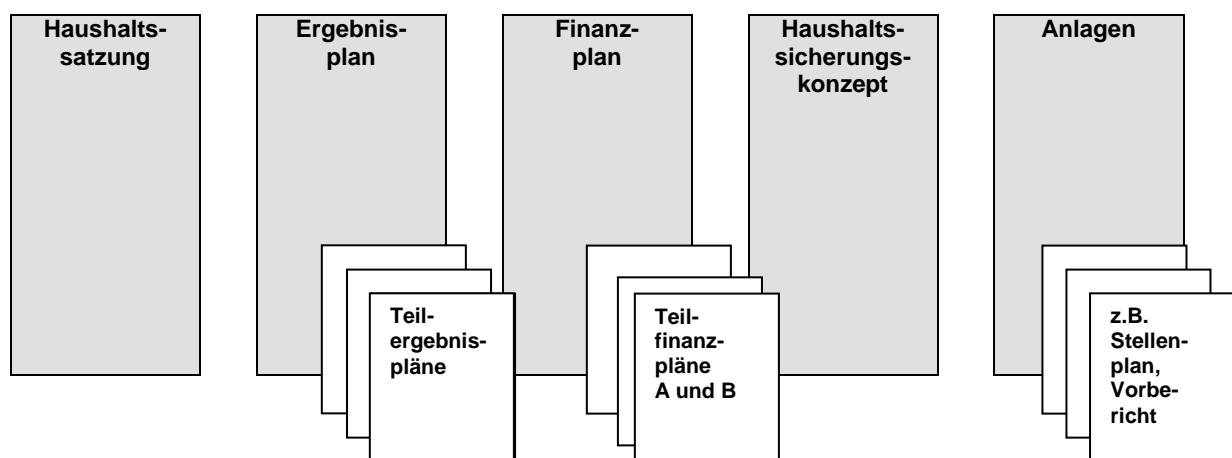 Haushalts-
satzung
Ergebnis-
plan
Finanz-
plan
Haushalts-
sicherungs-
konzept
Anlagen
Teil-
ergebnis-
pläne
Teil-
finanz-
pläne
A und B
z.B.
Stellen-
plan,
Vorbe-
richt